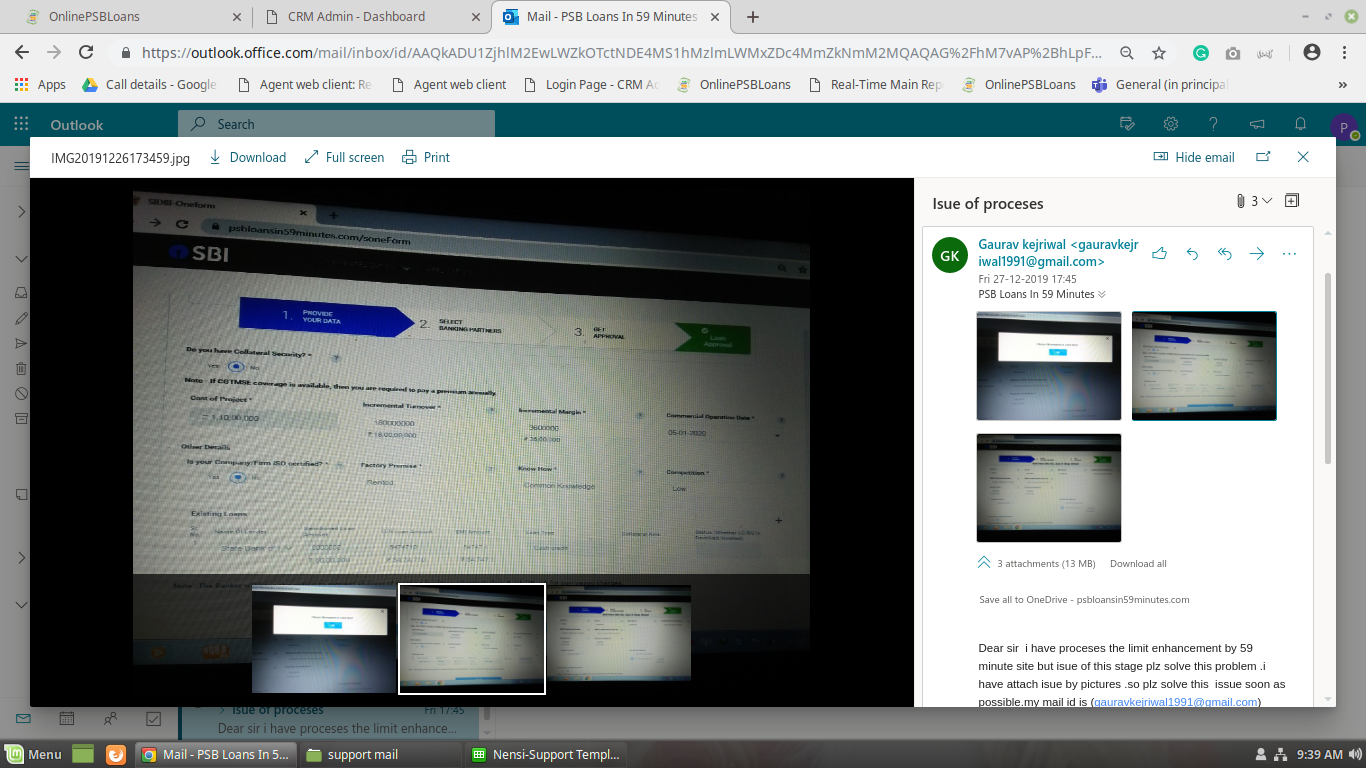 OnlinePSBLoans
CRM Admin - Dashboard
Mail - PSB Loans In 59 Minutes
https://outlook.office.com/mail/inbox/id/AAQkADU1ZjhlM2EwLWZkOTctNDE4MS1hMzlmLWMxZDc4MmZkNmM2MQAQAG%2FhM7vAP%2BhLpF...
Apps
Call details - Google
Agent web client: Re
Agent web client
Login Page - CRM Ac
OnlinePSBLoans
Real-Time Main Rep
OnlinePSBLoans
General (in principal
Outlook
Search
P
IMG20191226173459.jpg
Download
Full screen
Print
Hide email
SIDBI-Oneform
psbloansin59minutes.com/soneForm
SBI
1. PROVIDE YOUR DATA
2. SELECT BANKING PARTNERS
3. GET APPROVAL
Loan Approved
Do you have Collateral Security? *
Yes No
Note - If CGTMSE coverage is available, then you are required to pay a premium annually.
Cost of Project *
Incremental Turnover *
Incremental Margin *
Commercial Operation Date *
1,10,00,000
180000000
3600000
05-01-2020
₹ 18,00,00,000
₹ 36,00,000
Other Details
Is your Company/Firm ISO certified? *
Factory Premise *
Know How *
Competition *
Yes No
Rented
Common Knowledge
Low
Existing Loans
Isue of proceses
3
GK
Gaurav kejriwal <gauravkejr
iwal1991@gmail.com>
Fri 27-12-2019 17:45
PSB Loans In 59 Minutes
3 attachments (13 MB)
Download all
Save all to OneDrive - psbloansin59minutes.com
Dear sir i have proceses the limit enhancement by 59
minute site but isue of this stage plz solve this problem .i
have attach isue by pictures .so plz solve this issue soon as
possible.my mail id is (gauravkejriwal1991@gmail.com)
Isue of proceses
Fri 17:45
Dear sir i have proceses the limit enhance...
Menu
Mail - PSB Loans In 5...
support mail
Nensi-Support Templ...
9:39 AM